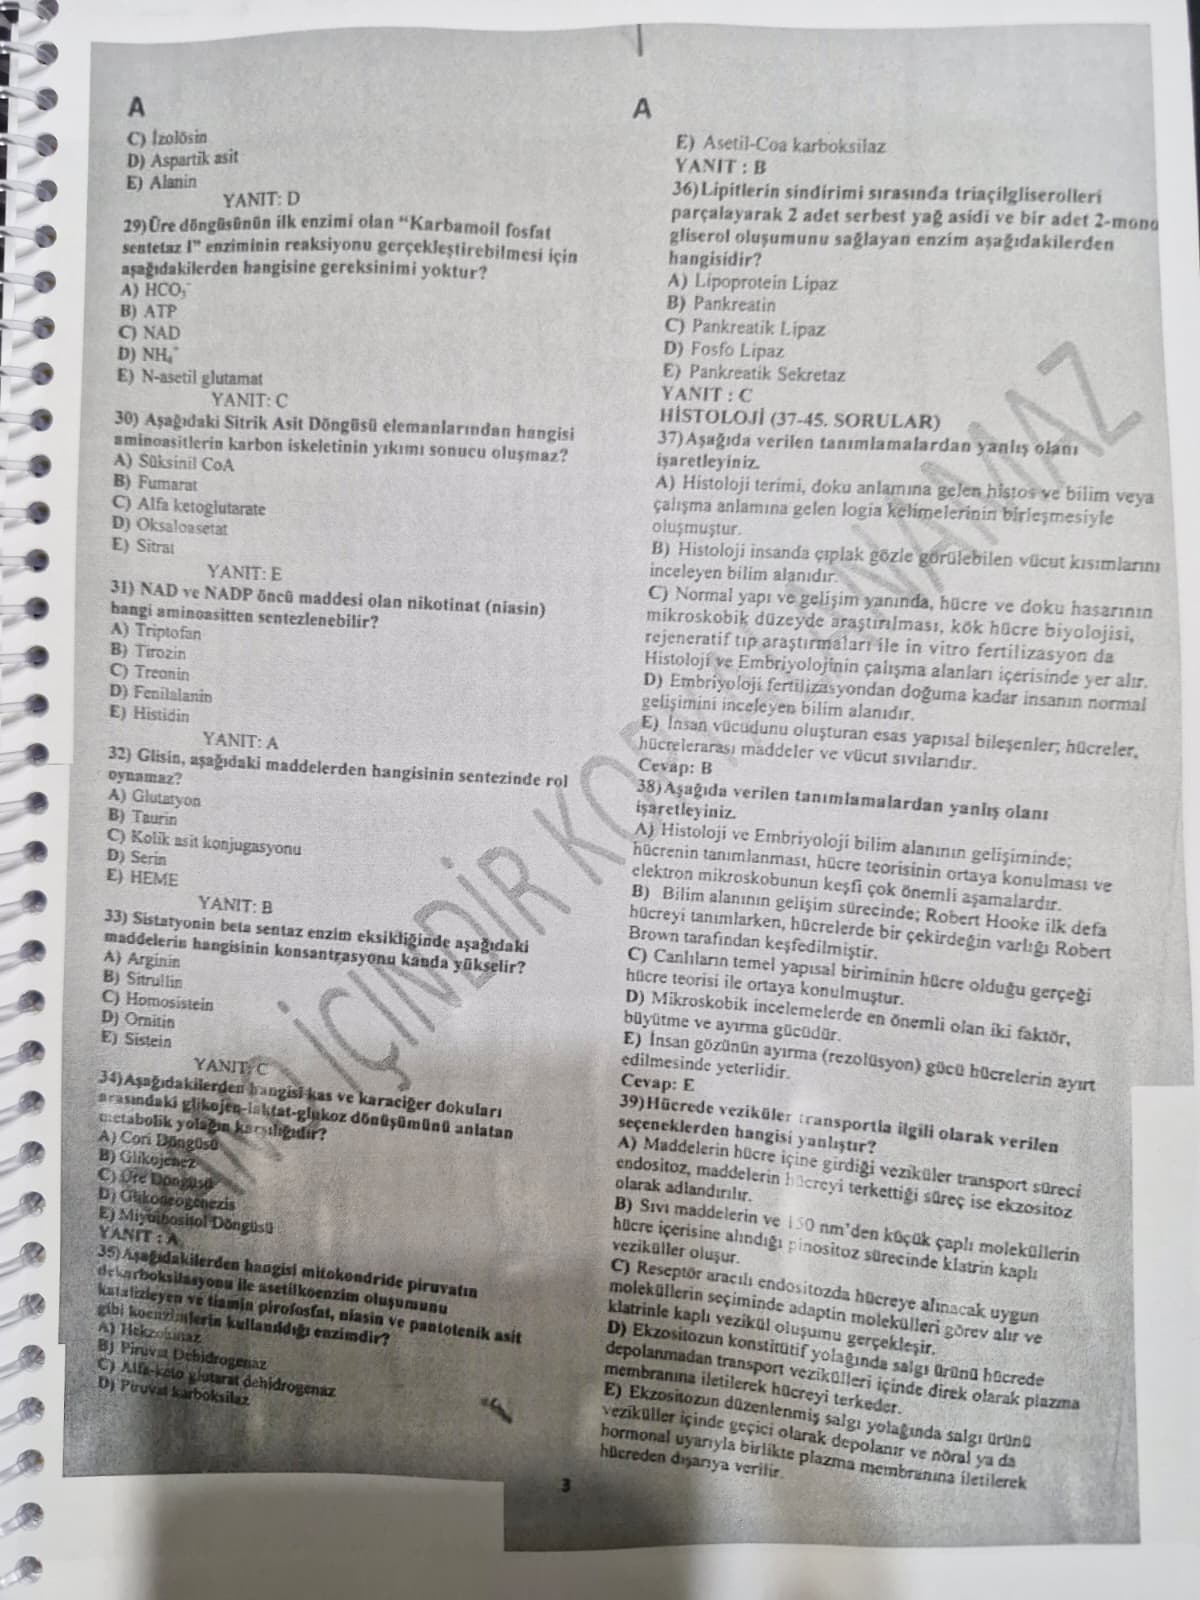 A
C) İzolösin
D) Aspartik asit
E) Alanin
YANIT: D
29)Üre döngüsünün ilk enzimi olan “Karbamoil fosfat
sentetaz I” enziminin reaksiyonu gerçekleştirebilmesi için
aşağıdakilerden hangisine gereksinimi yoktur?
A) HCO₃⁻
B) ATP
C) NAD
D) NH₄⁺
E) N-asetil glutamat
YANIT: C
30) Aşağıdaki Sitrik Asit Döngüsü elemanlarından hangisi
aminoasitlerin karbon iskeletinin yıkımı sonucu oluşmaz?
A) Süksinil CoA
B) Fumarat
C) Alfa ketoglutarate
D) Oksaloasetat
E) Sitrat
YANIT: E
31) NAD ve NADP öncü maddesi olan nikotinat (niasin)
hangi aminoasitten sentezlenebilir?
A) Triptofan
B) Tirozin
C) Treonin
D) Fenilalanin
E) Histidin
YANIT: A
32) Glisin, aşağıdaki maddelerden hangisinin sentezinde rol
oynamaz?
A) Glutatyon
B) Taurin
C) Kolik asit konjugasyonu
D) Serin
E) HEME
YANIT: B
33) Sistatyonin beta sentaz enzim eksikliğinde aşağıdaki
maddelerin hangisinin konsantrasyonu kanda yükselir?
A) Arginin
B) Sitrullin
C) Homosistein
D) Ornitin
E) Sistein
YANIT: C
34)Aşağıdakilerden hangisi kas ve karaciğer dokuları
arasındaki glikojen-laktat-glukoz dönüşümünü anlatan
metabolik yolağın karşılığıdır?
A) Cori Döngüsü
B) Glikojenez
C) Üre Döngüsü
D) Glukoneogenezis
E) Miyoinositol Döngüsü
YANIT : A
35)Aşağıdakilerden hangisi mitokondride piruvatın
dekarboksilasyonu ile asetilkoenzim oluşumunu
katalizleyen ve tiamin pirofosfat, niasin ve pantotenik asit
gibi koenzimlerin kullanıldığı enzimdir?
A) Hekzokinaz
B) Piruvat Dehidrogenaz
C) Alfa-keto glutarat dehidrogenaz
D) Piruvat karboksilaz
A
E) Asetil-Coa karboksilaz
YANIT : B
36)Lipitlerin sindirimi sırasında triaçilgliserolleri
parçalayarak 2 adet serbest yağ asidi ve bir adet 2-mono
gliserol oluşumunu sağlayan enzim aşağıdakilerden
hangisidir?
A) Lipoprotein Lipaz
B) Pankreatin
C) Pankreatik Lipaz
D) Fosfo Lipaz
E) Pankreatik Sekretaz
YANIT : C
HİSTOLOJİ (37-45. SORULAR)
37)Aşağıda verilen tanımlamalardan yanlış olanı
işaretleyiniz.
A) Histoloji terimi, doku anlamına gelen histos ve bilim veya
çalışma anlamına gelen logia kelimelerinin birleşmesiyle
oluşmuştur.
B) Histoloji insanda çıplak gözle görülebilen vücut kısımlarını
inceleyen bilim alanıdır.
C) Normal yapı ve gelişim yanında, hücre ve doku hasarının
mikroskobik düzeyde araştırılması, kök hücre biyolojisi,
rejeneratif tıp araştırmaları ile in vitro fertilizasyon da
Histoloji ve Embriyolojinin çalışma alanları içerisinde yer alır.
D) Embriyoloji fertilizasyondan doğuma kadar insanın normal
gelişimini inceleyen bilim alanıdır.
E) İnsan vücudunu oluşturan esas yapısal bileşenler; hücreler,
hücrelerarası maddeler ve vücut sıvılarıdır.
Cevap: B
38)Aşağıda verilen tanımlamalardan yanlış olanı
işaretleyiniz.
A) Histoloji ve Embriyoloji bilim alanının gelişiminde;
hücrenin tanımlanması, hücre teorisinin ortaya konulması ve
elektron mikroskobunun keşfi çok önemli aşamalardır.
B) Bilim alanının gelişim sürecinde; Robert Hooke ilk defa
hücreyi tanımlarken, hücrelerde bir çekirdeğin varlığı Robert
Brown tarafından keşfedilmiştir.
C) Canlıların temel yapısal biriminin hücre olduğu gerçeği
hücre teorisi ile ortaya konulmuştur.
D) Mikroskobik incelemelerde en önemli olan iki faktör,
büyütme ve ayırma gücüdür.
E) İnsan gözünün ayırma (rezolüsyon) gücü hücrelerin ayırt
edilmesinde yeterlidir.
Cevap: E
39)Hücrede veziküler transportla ilgili olarak verilen
seçeneklerden hangisi yanlıştır?
A) Maddelerin hücre içine girdiği veziküler transport süreci
endositoz, maddelerin hücreyi terkettiği süreç ise ekzositoz
olarak adlandırılır.
B) Sıvı maddelerin ve 150 nm’den küçük çaplı moleküllerin
hücre içerisine alındığı pinositoz sürecinde klatrin kaplı
veziküller oluşur.
C) Reseptör aracılı endositozda hücreye alınacak uygun
moleküllerin seçiminde adaptin molekülleri görev alır ve
klatrinle kaplı vezikül oluşumu gerçekleşir.
D) Ekzositozun konstitütif yolağında salgı ürünü hücrede
depolanmadan transport vezikülleri içinde direk olarak plazma
membranına iletilerek hücreyi terkeder.
E) Ekzositozun düzenlenmiş salgı yolağında salgı ürünü
veziküller içinde geçici olarak depolanır ve nöral ya da
hormonal uyarıyla birlikte plazma membranına iletilerek
hücreden dışarıya verilir.
3
İÇİNDİR